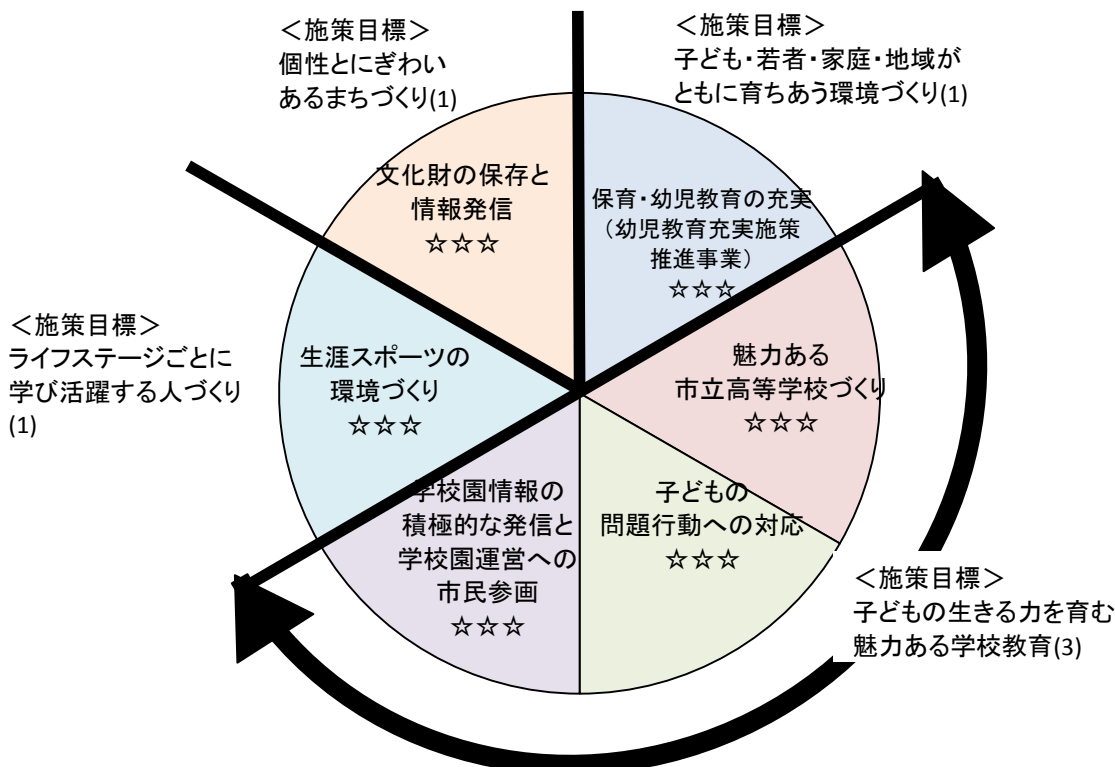 ＜施策目標＞
個性とにぎわい
あるまちづくり(1)
＜施策目標＞
子ども・若者・家庭・地域が
ともに育ちあう環境づくり(1)
文化財の保存と
情報発信
☆☆☆
保育・幼児教育の充実
（幼児教育充実施策
推進事業）
☆☆☆
＜施策目標＞
ライフステージごとに
学び活躍する人づくり
(1)
生涯スポーツの
環境づくり
☆☆☆
魅力ある
市立高等学校づくり
☆☆☆
学校園情報の
積極的な発信と
学校園運営への
市民参画
☆☆☆
子どもの
問題行動への対応
☆☆☆
＜施策目標＞
子どもの生きる力を育む
魅力ある学校教育(3)